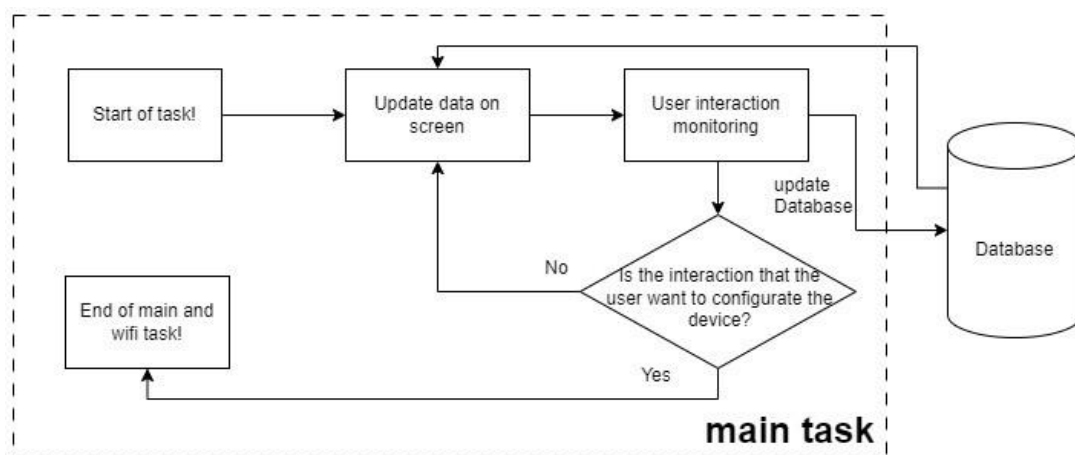 Start of task!
Update data on
screen
User interaction
monitoring
update
Database
Database
No
Is the interaction that the
user want to configurate the
device?
End of main and
wifi task!
Yes
main task